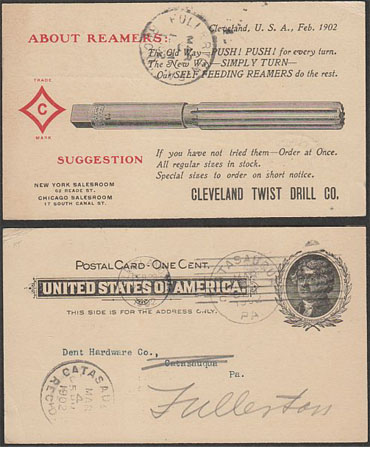 Cleveland, U. S. A., Feb. 1902
ABOUT REAMERS:
The Old Way—PUSH! PUSH! for every turn.
The New Way—SIMPLY TURN—
Our SELF FEEDING REAMERS do the rest.
TRADE
C
MARK
SUGGESTION
If you have not tried them—Order at Once.
All regular sizes in stock.
Special sizes to order on short notice.
NEW YORK SALESROOM
62 READE ST.
CHICAGO SALESROOM
17 SOUTH CANAL ST.
CLEVELAND TWIST DRILL CO.
POSTAL CARD - ONE CENT.
UNITED STATES OF AMERICA.
THIS SIDE IS FOR THE ADDRESS ONLY.
Dent Hardware Co.,
Catasauqua
Pa.
Fullerton
CATASAU
MAR
4
1902
REC'D
PA